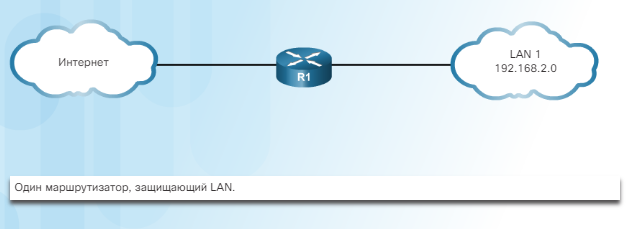 Интернет
R1
LAN 1
192.168.2.0
Один маршрутизатор, защищающий LAN.